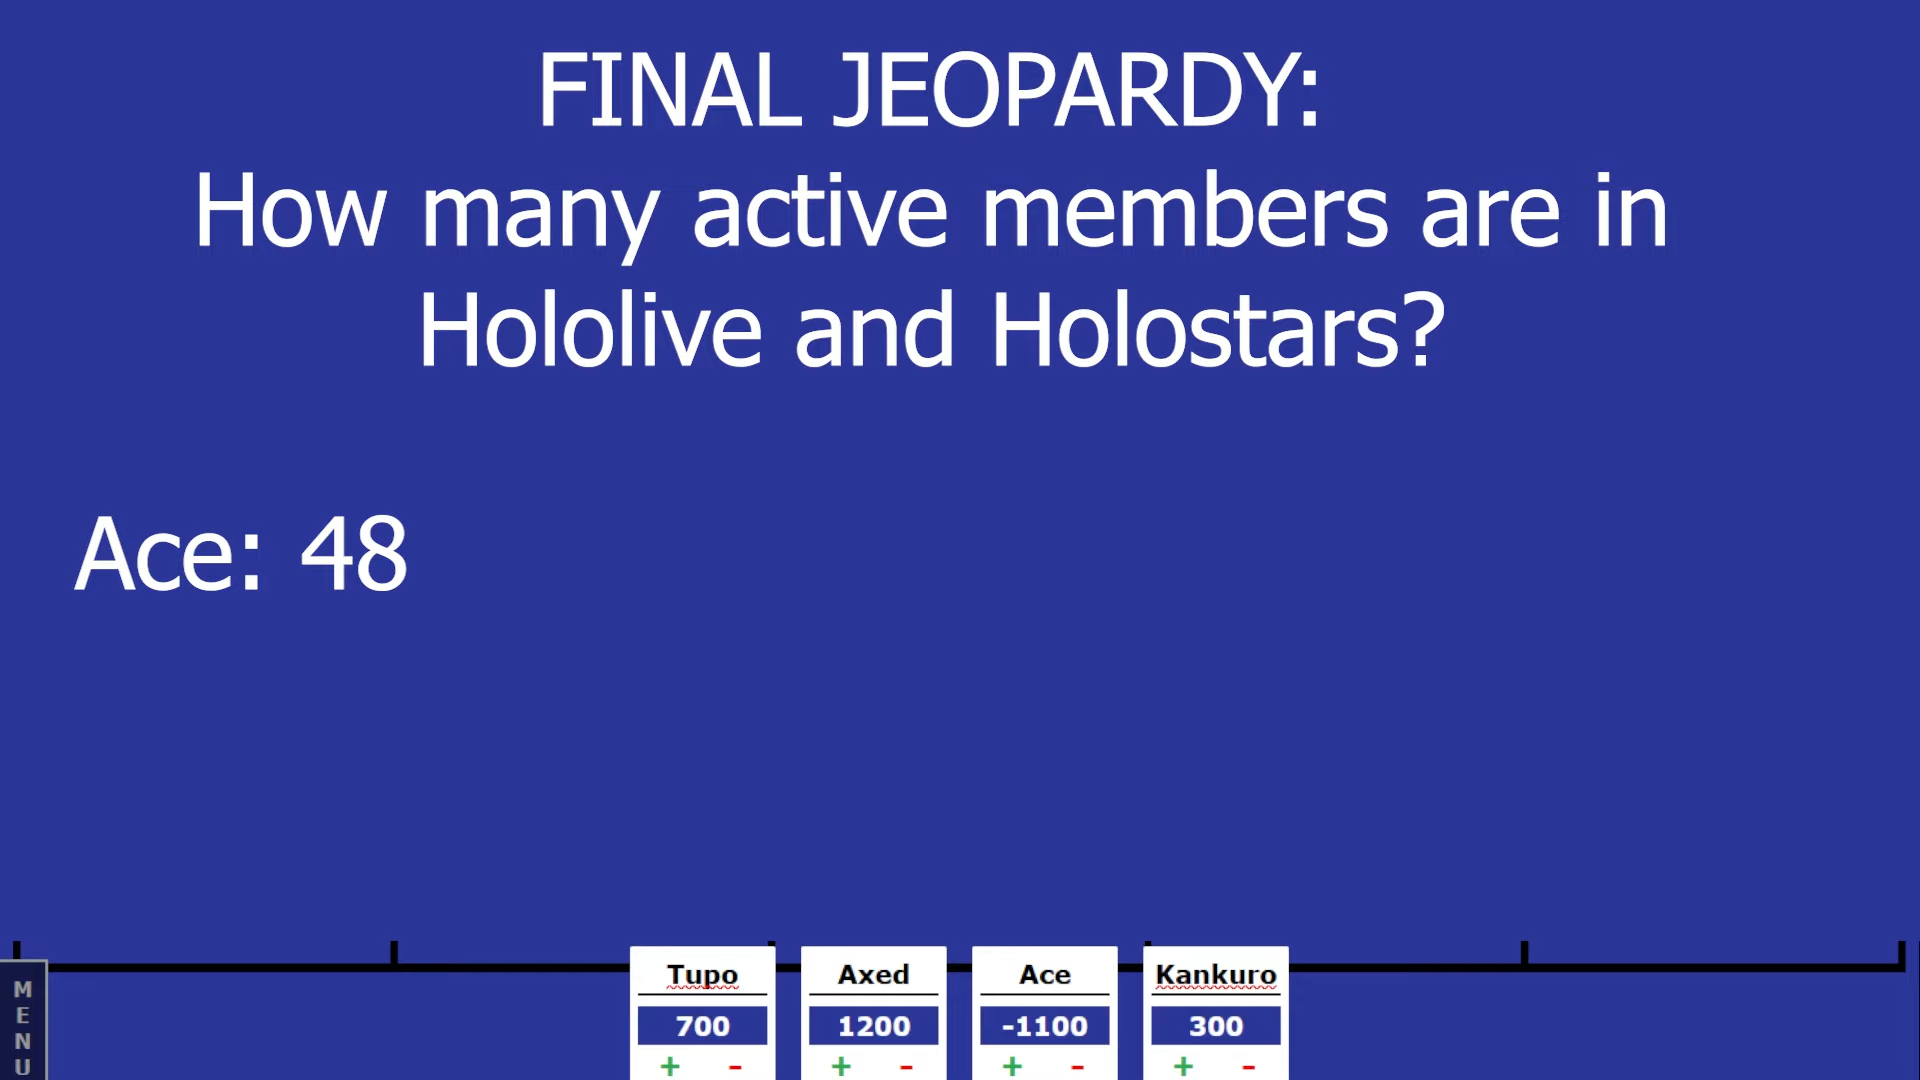 FINAL JEOPARDY:
How many active members are in
Hololive and Holostars?
Ace: 48
MENU
Tupo
Axed
Ace
Kankuro
700
1200
-1100
300
+ -
+ -
+ -
+ -